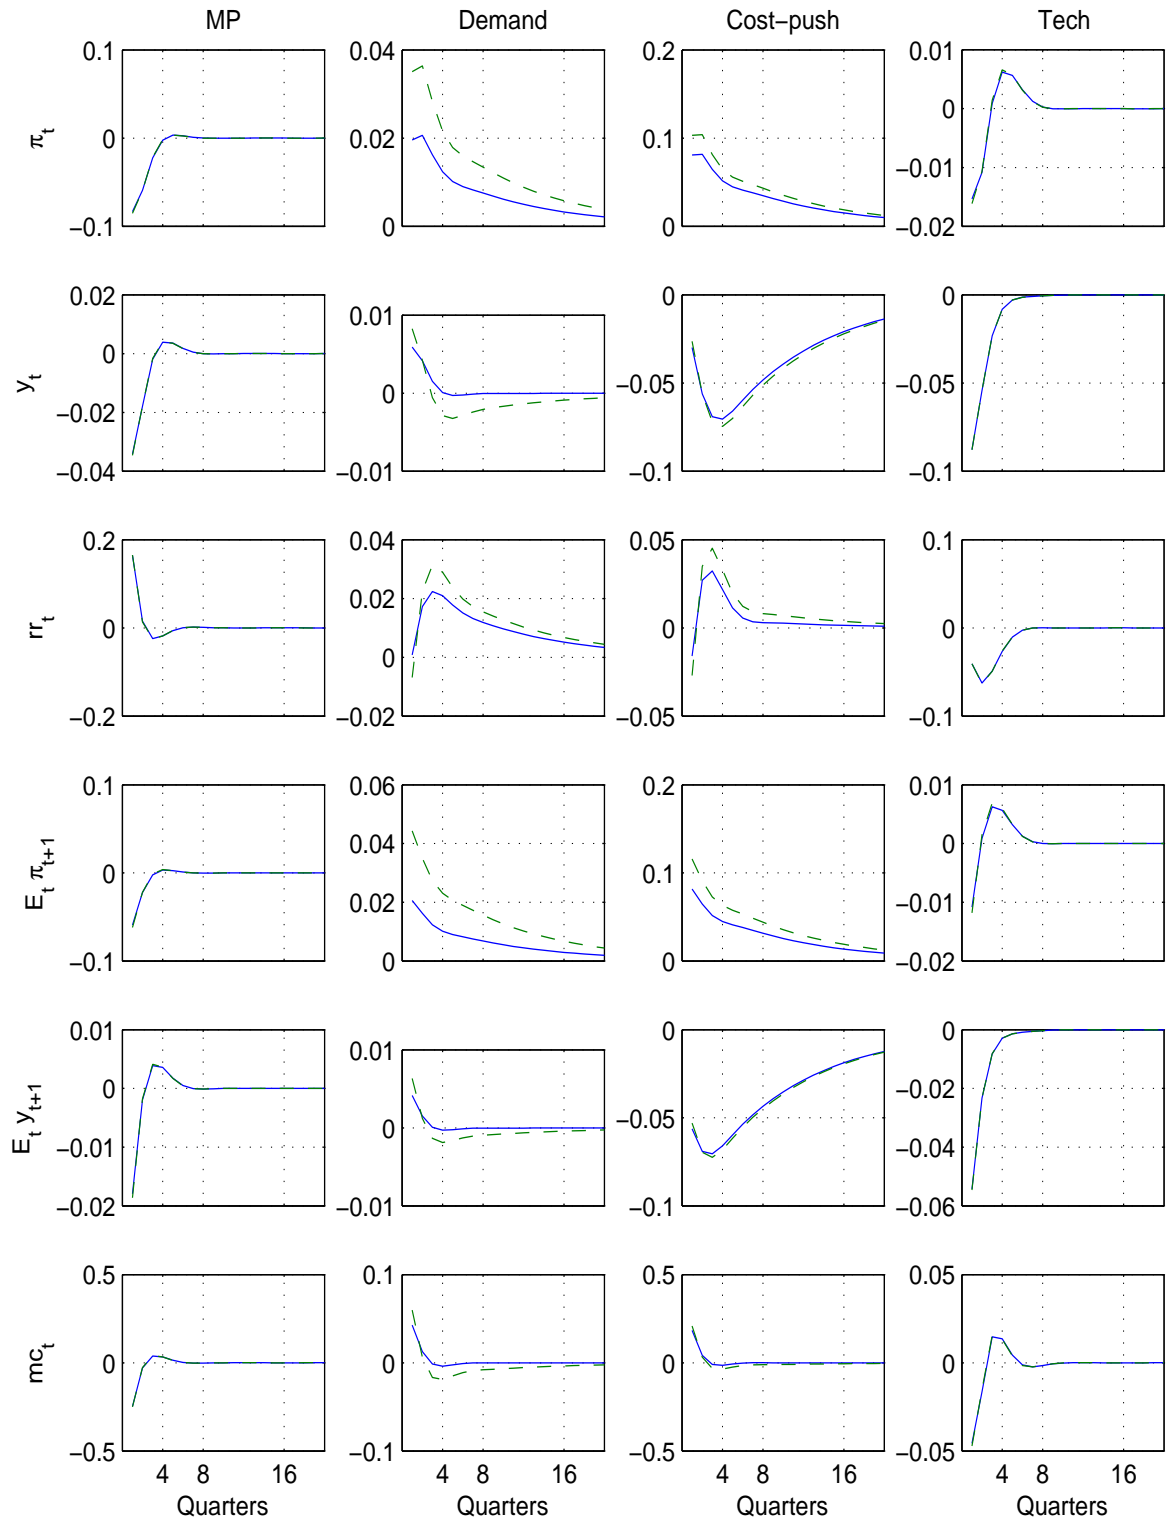 MP Demand Cost−push Tech
0.1 0.04 0.2 0.01
0 0.02 0.1 0
−0.01
−0.1 0 0 −0.02
π_t
0.02 0.01 0 0
0 0 −0.05 −0.05
−0.02
−0.04 −0.01 −0.1 −0.1
y_t
0.2 0.04 0.05 0.1
0.02
0 0 0 0
−0.2 −0.02 −0.05 −0.1
rr_t
0.1 0.06 0.2 0.01
0.04 0
0 0.1
0.02 −0.01
−0.1 0 0 −0.02
E_t π_{t+1}
0.01 0.01 0 0
0 −0.02
0 −0.05
−0.01 −0.04
−0.02 −0.01 −0.1 −0.06
E_t y_{t+1}
0.5 0.1 0.5 0.05
0 0 0 0
−0.5 −0.1 −0.5 −0.05
mc_t
4 8 16 4 8 16 4 8 16 4 8 16
Quarters Quarters Quarters Quarters